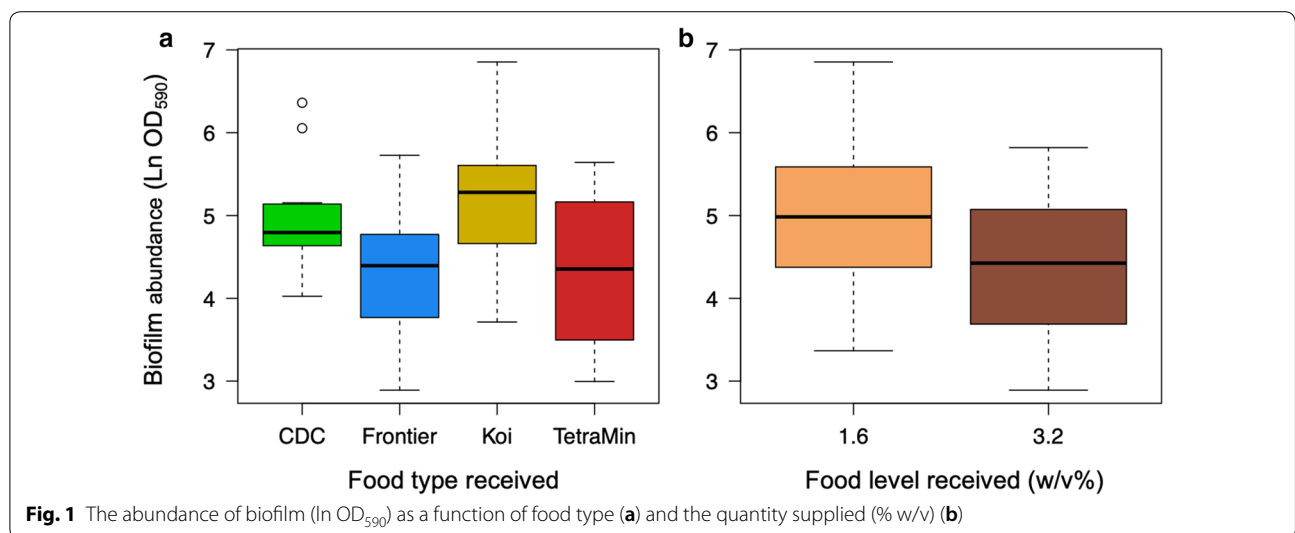 a
b
Biofilm abundance (Ln OD590)
7
6
5
4
3
CDC Frontier Koi TetraMin
Food type received
7
6
5
4
3
1.6 3.2
Food level received (w/v%)
Fig. 1 The abundance of biofilm (ln OD590) as a function of food type (a) and the quantity supplied (% w/v) (b)